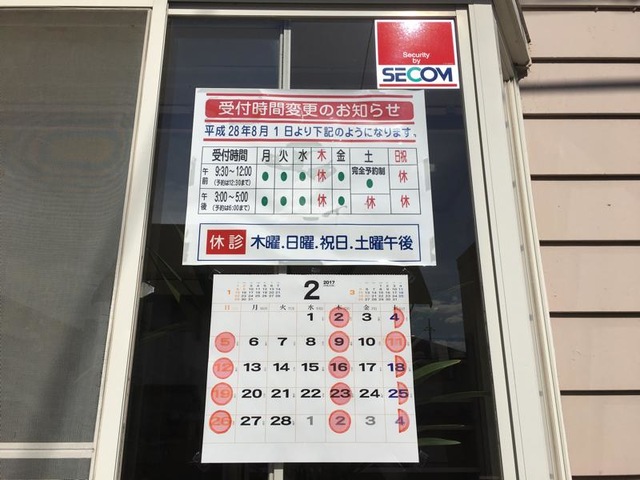 Security
by
SECOM
受付時間変更のお知らせ
平成28年8月1日より下記のようになります。
受付時間 月 火 水 木 金 土 日祝
午前 9:30～12:00 (予約は12:30まで) ● ● ● 休 ● 完全予約制 ● 休
午後 3:00～5:00 (予約は6:00まで) ● ● ● 休 ● 休 休
休診 木曜.日曜.祝日.土曜午後
1 2 2017 3
日 月 火 水 木 金 土
1 2 3 4
5 6 7 8 9 10 11
12 13 14 15 16 17 18
19 20 21 22 23 24 25
26 27 28 1 2 3 4